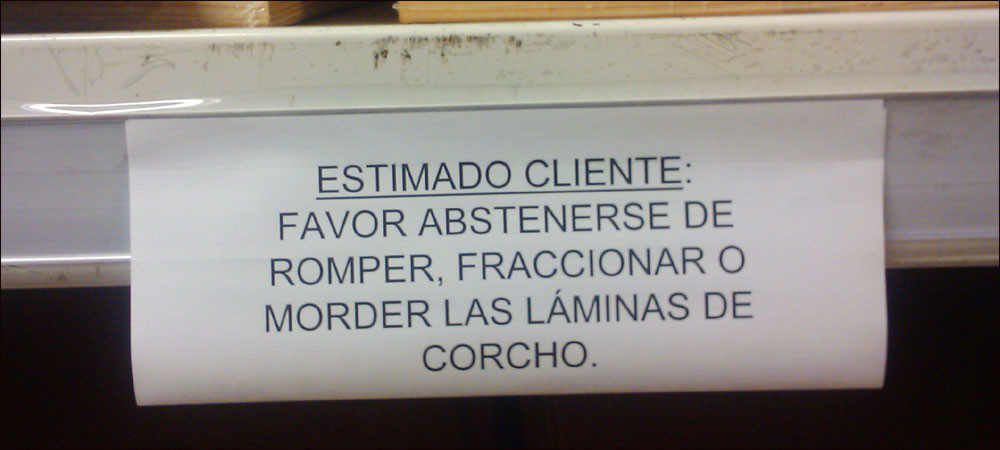 ESTIMADO CLIENTE:
FAVOR ABSTENERSE DE
ROMPER, FRACCIONAR O
MORDER LAS LÁMINAS DE
CORCHO.